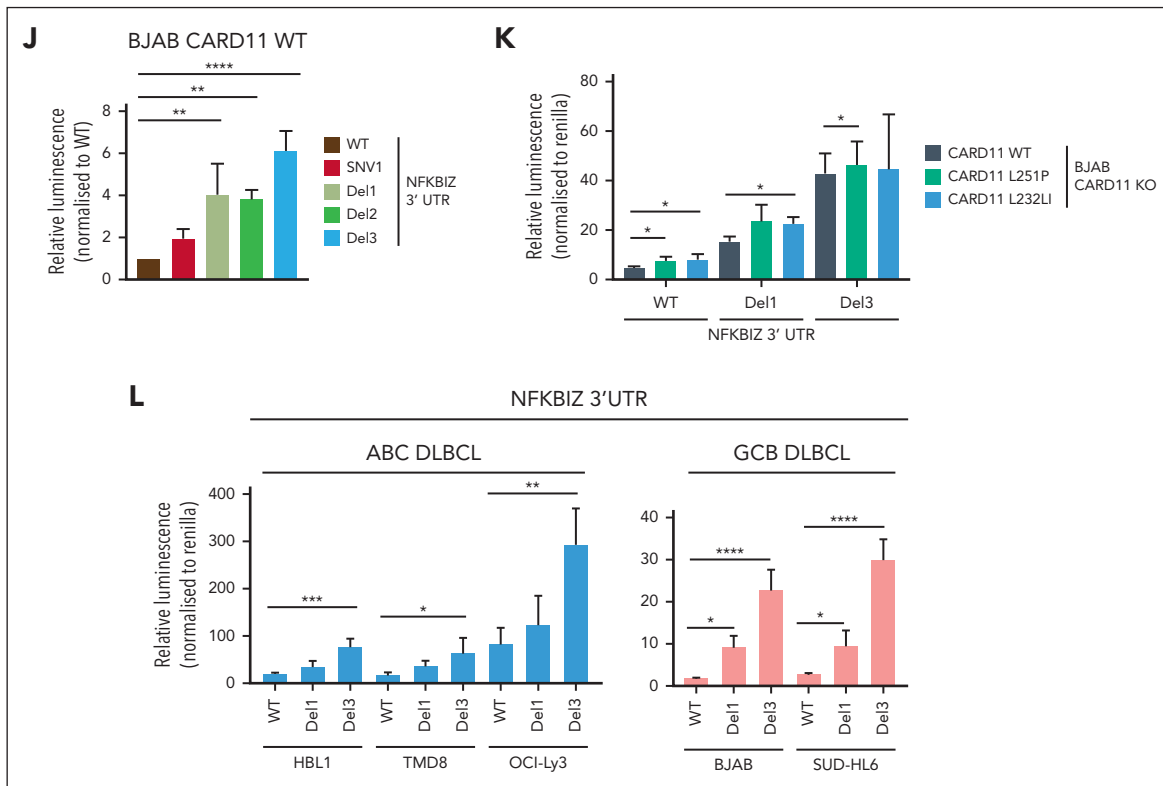 J
BJAB CARD11 WT
****
**
**
Relative luminescence
(normalised to WT)
8
6
4
2
0
WT
SNV1
Del1
Del2
Del3
NFKBIZ
3' UTR
K
Relative luminescence
(normalised to renilla)
80
60
40
20
0
*
*
*
*
WT
Del1
Del3
NFKBIZ 3' UTR
CARD11 WT
CARD11 L251P
CARD11 L232LI
BJAB
CARD11 KO
L
NFKBIZ 3'UTR
ABC DLBCL
Relative luminescence
(normalised to renilla)
400
300
200
100
0
***
*
**
WT
Del1
Del3
WT
Del1
Del3
WT
Del1
Del3
HBL1
TMD8
OCI-Ly3
GCB DLBCL
40
30
20
10
0
****
*
****
*
WT
Del1
Del3
WT
Del1
Del3
BJAB
SUD-HL6